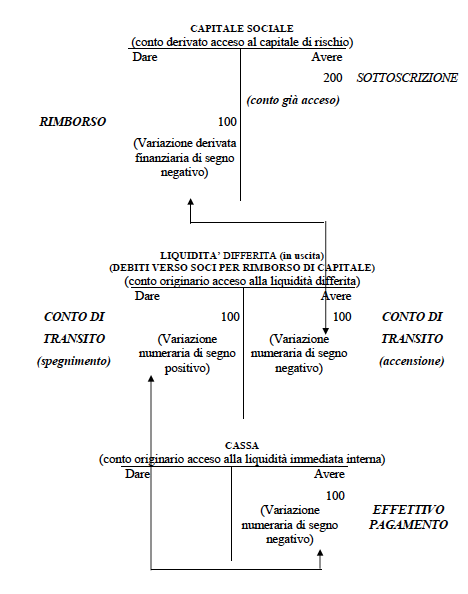 CAPITALE SOCIALE
(conto derivato acceso al capitale di rischio)
Dare Avere
200 SOTTOSCRIZIONE
(conto già acceso)
RIMBORSO 100
(Variazione derivata
finanziaria di segno
negativo)
LIQUIDITA' DIFFERITA (in uscita)
(DEBITI VERSO SOCI PER RIMBORSO DI CAPITALE)
(conto originario acceso alla liquidità differita)
Dare Avere
CONTO DI 100 100 CONTO DI
TRANSITO (Variazione (Variazione TRANSITO
numeraria di segno numeraria di segno
(spegnimento) positivo) negativo) (accensione)
CASSA
(conto originario acceso alla liquidità immediata interna)
Dare Avere
100
(Variazione EFFETTIVO
numeraria di segno PAGAMENTO
negativo)